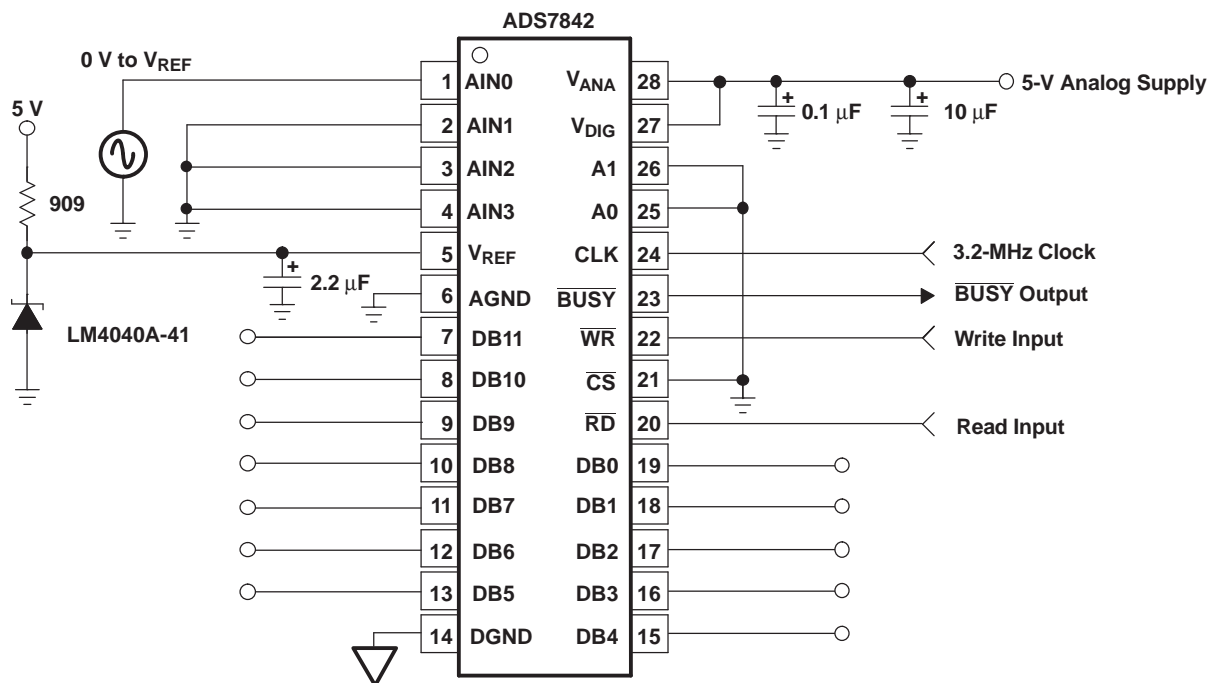 ADS7842
0 V to VREF
5 V
909
LM4040A-41
2.2 μF
1 AIN0
2 AIN1
3 AIN2
4 AIN3
5 VREF
6 AGND
7 DB11
8 DB10
9 DB9
10 DB8
11 DB7
12 DB6
13 DB5
14 DGND
VANA 28
VDIG 27
A1 26
A0 25
CLK 24
BUSY 23
WR 22
CS 21
RD 20
DB0 19
DB1 18
DB2 17
DB3 16
DB4 15
+ 0.1 μF
+ 10 μF
+
5-V Analog Supply
3.2-MHz Clock
BUSY Output
Write Input
Read Input